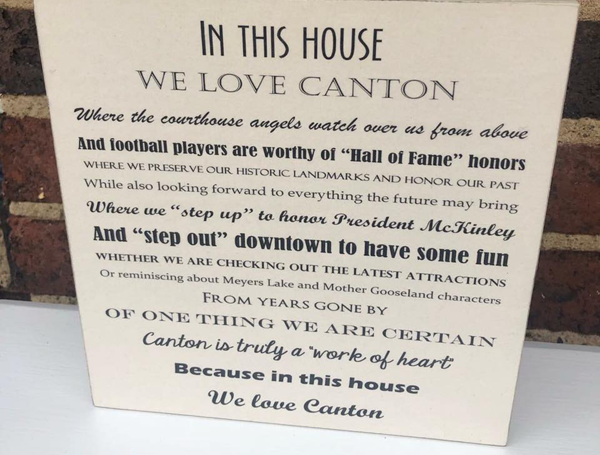 IN THIS HOUSE
WE LOVE CANTON
Where the courthouse angels watch over us from above
And football players are worthy of “Hall of Fame” honors
WHERE WE PRESERVE OUR HISTORIC LANDMARKS AND HONOR OUR PAST
While also looking forward to everything the future may bring
Where we “step up” to honor President McKinley
And “step out” downtown to have some fun
WHETHER WE ARE CHECKING OUT THE LATEST ATTRACTIONS
Or reminiscing about Meyers Lake and Mother Gooseland characters
FROM YEARS GONE BY
OF ONE THING WE ARE CERTAIN
Canton is truly a "work of heart"
Because in this house
We love Canton